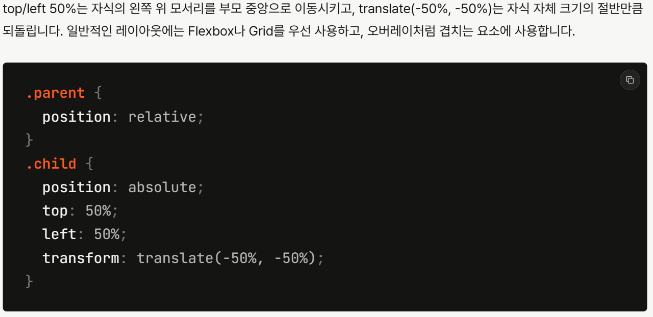 top/left 50%는 자식의 왼쪽 위 모서리를 부모 중앙으로 이동시키고, translate(-50%, -50%)는 자식 자체 크기의 절반만큼
되돌립니다. 일반적인 레이아웃에는 Flexbox나 Grid를 우선 사용하고, 오버레이처럼 겹치는 요소에 사용합니다.
.parent {
  position: relative;
}
.child {
  position: absolute;
  top: 50%;
  left: 50%;
  transform: translate(-50%, -50%);
}